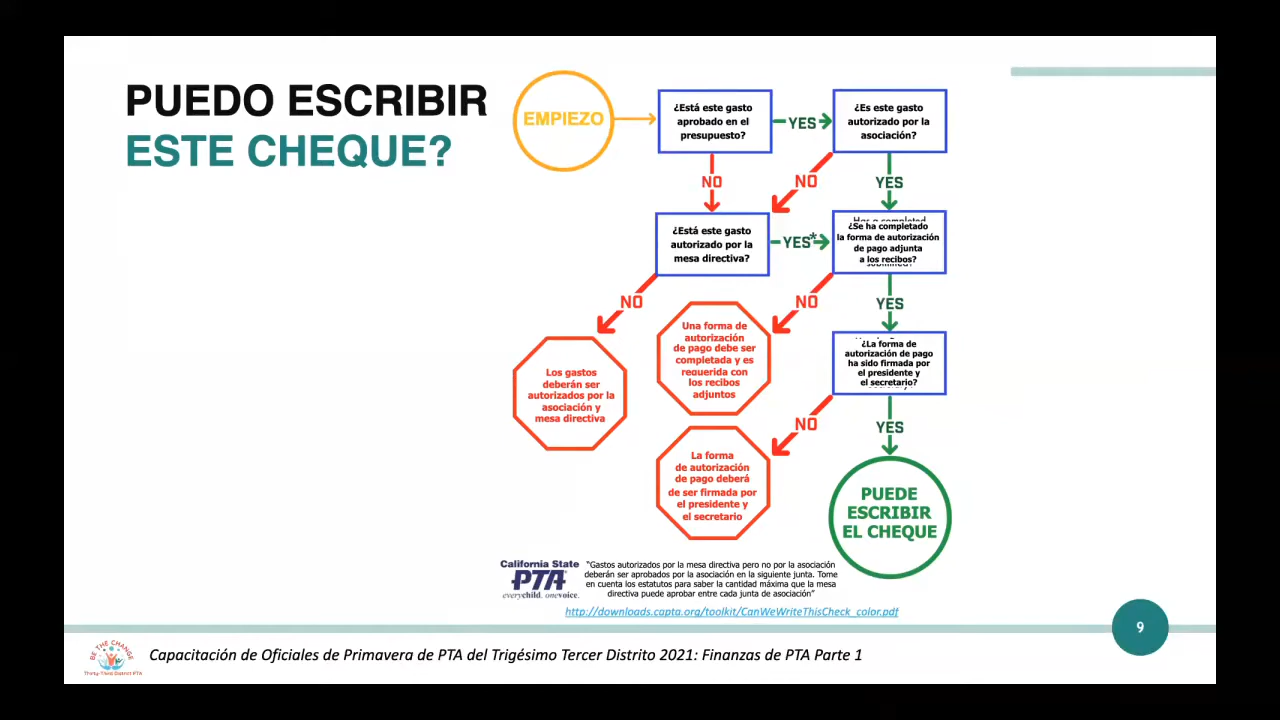 PUEDO ESCRIBIR
ESTE CHEQUE?
EMPIEZO
¿Está este gasto
aprobado en el
presupuesto?
YES
¿Es este gasto
autorizado por la
asociación?
NO
NO
YES
¿Está este gasto
autorizado por la
mesa directiva?
YES*
¿Se ha completado
la forma de autorización
de pago adjunta
a los recibos?
NO
NO
YES
Los gastos
deberán ser
autorizados por la
asociación y
mesa directiva
Una forma de
autorización
de pago debe ser
completada y es
requerida con
los recibos
adjuntos
¿La forma de
autorización de pago
ha sido firmada por
el presidente y
el secretario?
NO
YES
La forma
de autorización
de pago deberá
de ser firmada por
el presidente y
el secretario
PUEDE
ESCRIBIR
EL CHEQUE
California State
PTA
everychild. onevoice.
"Gastos autorizados por la mesa directiva pero no por la asociación
deberán ser aprobados por la asociación en la siguiente junta. Tome
en cuenta los estatutos para saber la cantidad máxima que la mesa
directiva puede aprobar entre cada junta de asociación"
http://downloads.capta.org/toolkit/CanWeWriteThisCheck_color.pdf
9
BE THE CHANGE
Thirty-Third District PTA
Capacitación de Oficiales de Primavera de PTA del Trigésimo Tercer Distrito 2021: Finanzas de PTA Parte 1